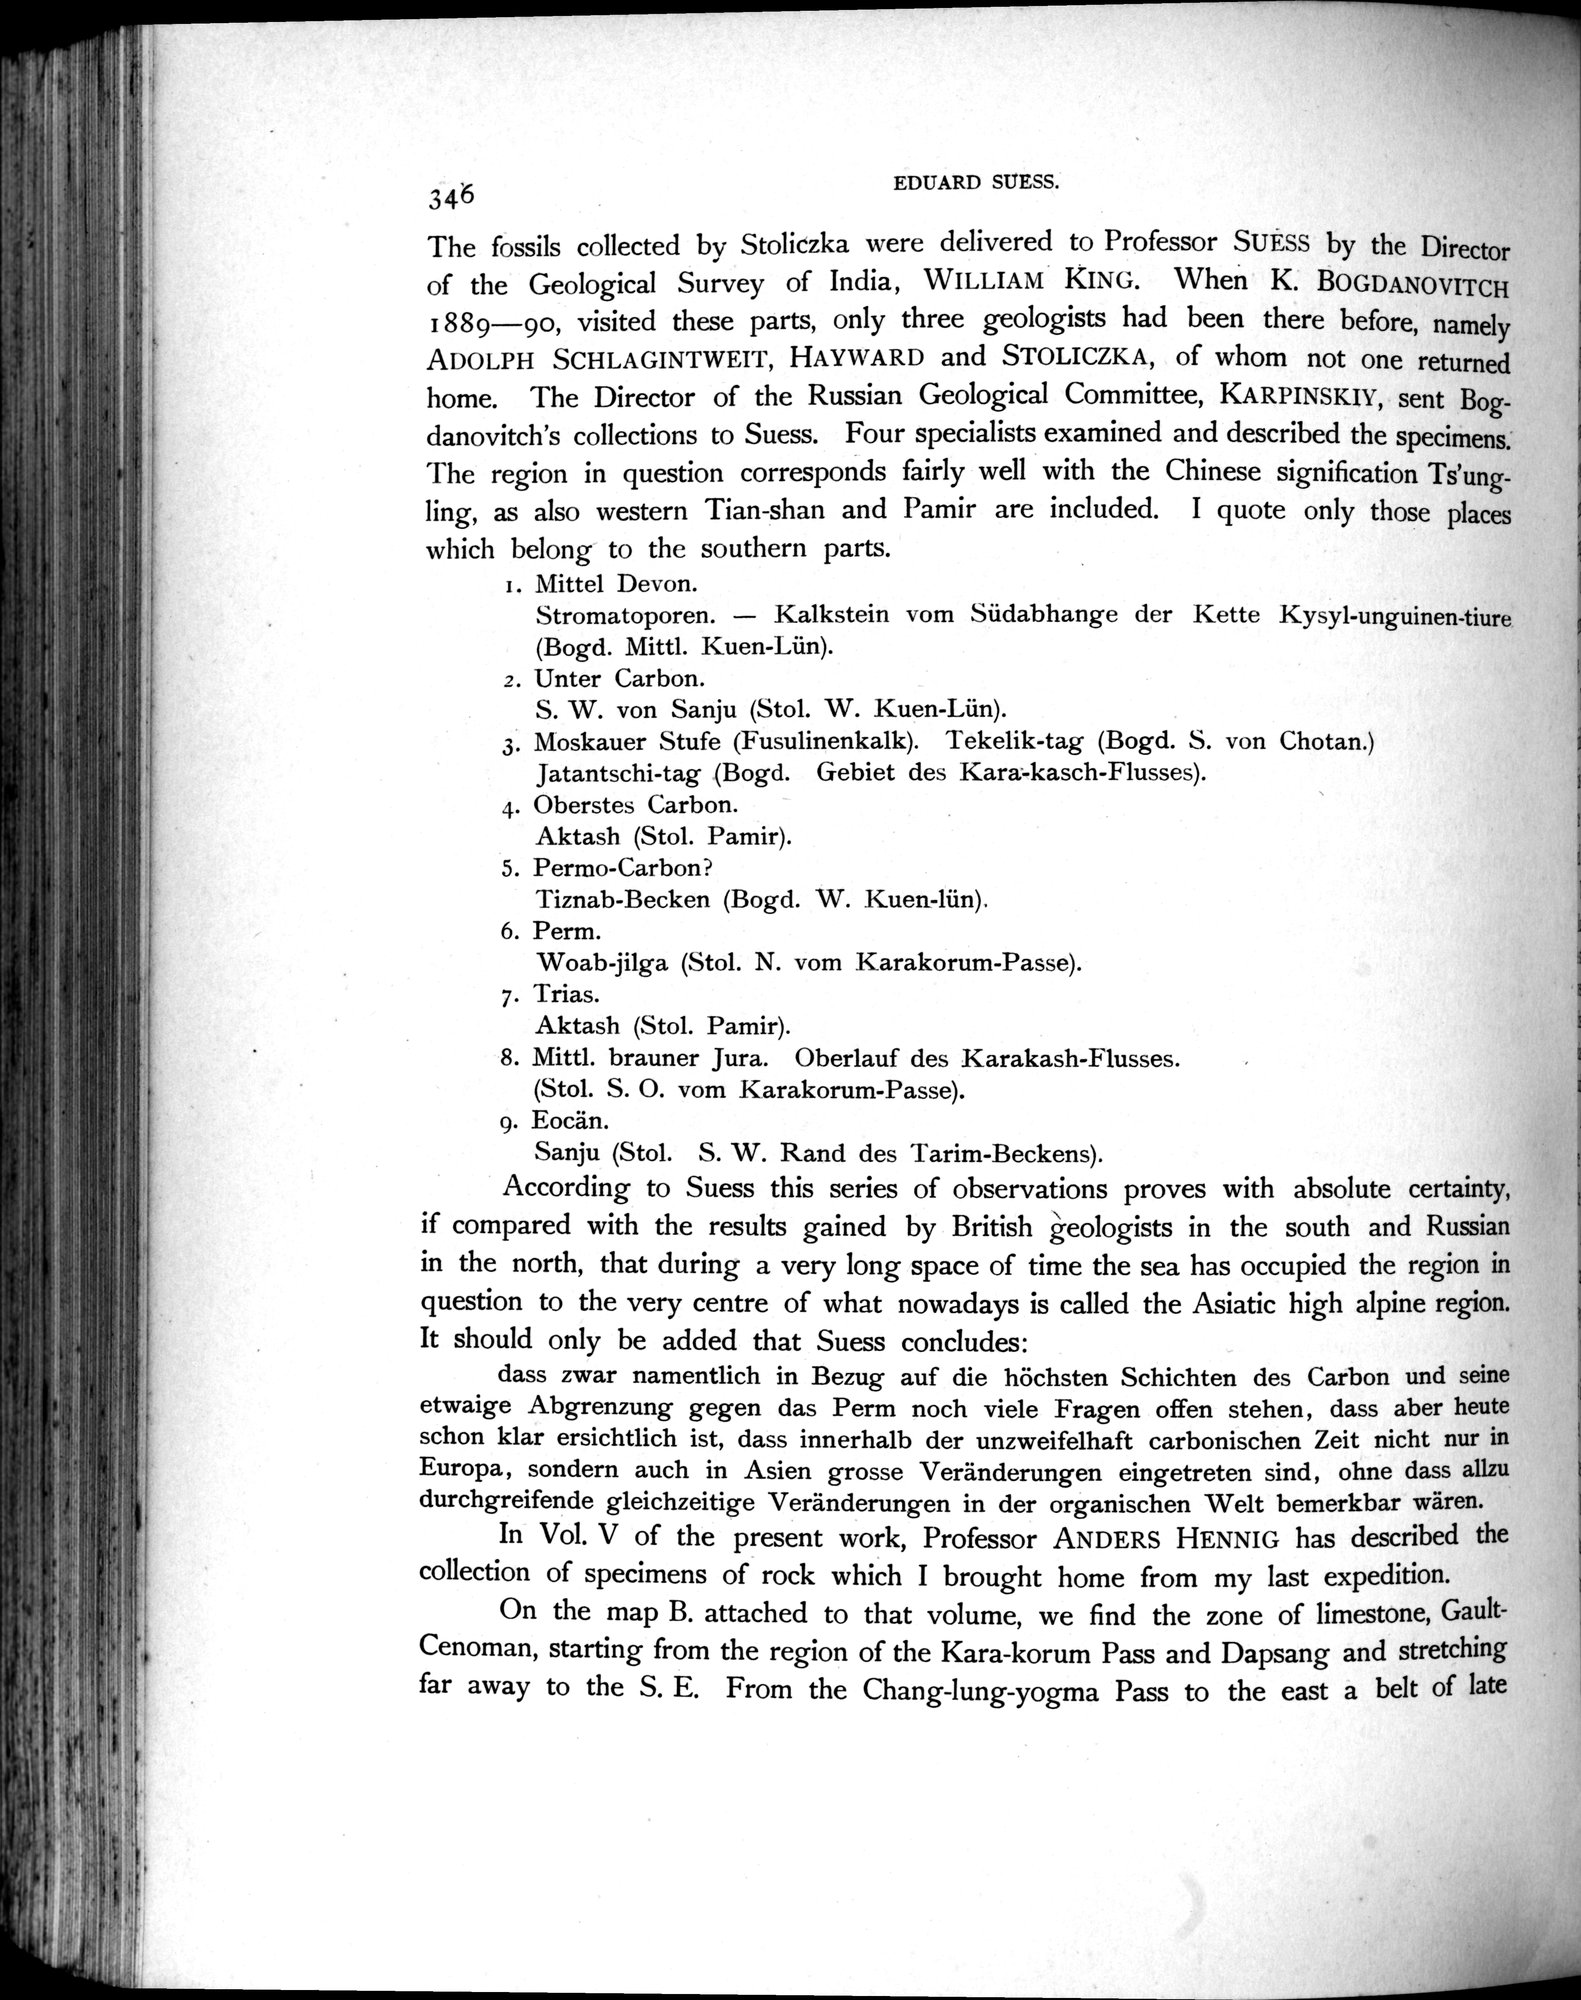 346
EDUARD SUESS.
The fossils collected by Stoliczka were delivered to Professor SUESS by the Director
of the Geological Survey of India, WILLIAM KING. When K. BOGDANOVITCH
1889—90, visited these parts, only three geologists had been there before, namely
ADOLPH SCHLAGINTWEIT, HAYWARD and STOLICZKA, of whom not one returned
home. The Director of the Russian Geological Committee, KARPINSKIY, sent Bog-
danovitch's collections to Suess. Four specialists examined and described the specimens.
The region in question corresponds fairly well with the Chinese signification Ts'ung-
ling, as also western Tian-shan and Pamir are included. I quote only those places
which belong to the southern parts.
1. Mittel Devon.
Stromatoporen. — Kalkstein vom Südabhange der Kette Kysyl-unguinen-tiure
(Bogd. Mittl. Kuen-Lün).
2. Unter Carbon.
S. W. von Sanju (Stol. W. Kuen-Lün).
3. Moskauer Stufe (Fusulinenkalk). Tekelik-tag (Bogd. S. von Chotan.)
Jatantschi-tag (Bogd. Gebiet des Kara-kasch-Flusses).
4. Oberstes Carbon.
Aktash (Stol. Pamir).
5. Permo-Carbon?
Tiznab-Becken (Bogd. W. Kuen-lün).
6. Perm.
Woab-jilga (Stol. N. vom Karakorum-Passe).
7. Trias.
Aktash (Stol. Pamir).
8. Mittl. brauner Jura. Oberlauf des Karakash-Flusses.
(Stol. S. O. vom Karakorum-Passe).
9. Eocän.
Sanju (Stol. S. W. Rand des Tarim-Beckens).
According to Suess this series of observations proves with absolute certainty,
if compared with the results gained by British geologists in the south and Russian
in the north, that during a very long space of time the sea has occupied the region in
question to the very centre of what nowadays is called the Asiatic high alpine region.
It should only be added that Suess concludes:
dass zwar namentlich in Bezug auf die höchsten Schichten des Carbon und seine
etwaige Abgrenzung gegen das Perm noch viele Fragen offen stehen, dass aber heute
schon klar ersichtlich ist, dass innerhalb der unzweifelhaft carbonischen Zeit nicht nur in
Europa, sondern auch in Asien grosse Veränderungen eingetreten sind, ohne dass allzu
durchgreifende gleichzeitige Veränderungen in der organischen Welt bemerkbar wären.
In Vol. V of the present work, Professor ANDERS HENNIG has described the
collection of specimens of rock which I brought home from my last expedition.
On the map B. attached to that volume, we find the zone of limestone, Gault-
Cenoman, starting from the region of the Kara-korum Pass and Dapsang and stretching
far away to the S. E. From the Chang-lung-yogma Pass to the east a belt of late